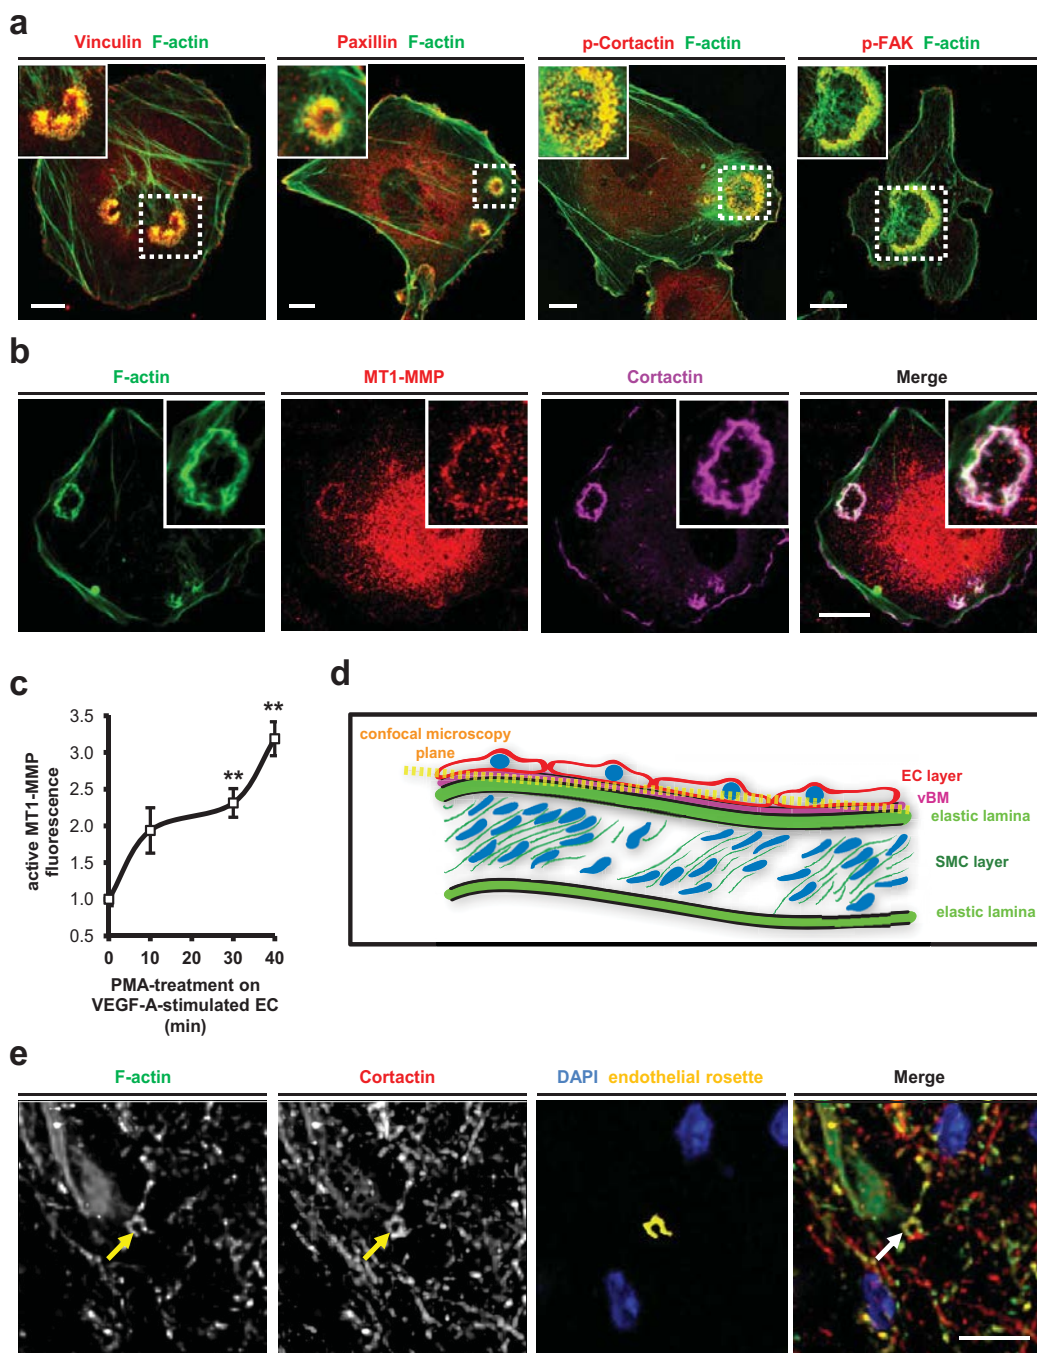 a
Vinculin F-actin
Paxillin F-actin
p-Cortactin F-actin
p-FAK F-actin
b
F-actin
MT1-MMP
Cortactin
Merge
c
active MT1-MMP
fluorescence
3.5
3.0
2.5
2.0
1.5
1.0
0.5
**
**
0
10
20
30
40
PMA-treatment on
VEGF-A-stimulated EC
(min)
d
confocal microscopy
plane
EC layer
vBM
elastic lamina
SMC layer
elastic lamina
e
F-actin
Cortactin
DAPI endothelial rosette
Merge